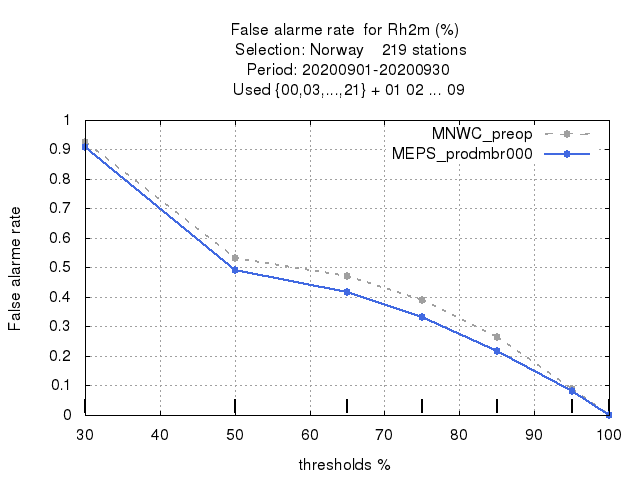 False alarme rate  for Rh2m (%)
Selection: Norway    219 stations
Period: 20200901-20200930
Used {00,03,...,21} + 01 02 ... 09
MNWC_preop
MEPS_prodmbr000
False alarme rate
1
0.9
0.8
0.7
0.6
0.5
0.4
0.3
0.2
0.1
0
30 40 50 60 70 80 90 100
thresholds %